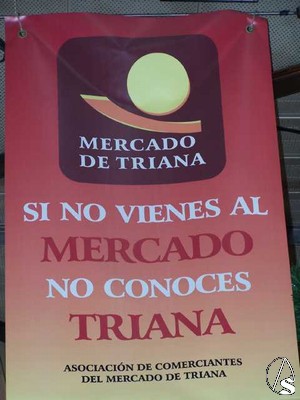 MERCADO
DE TRIANA
SI NO VIENES AL
MERCADO
NO CONOCES
TRIANA
ASOCIACIÓN DE COMERCIANTES
DEL MERCADO DE TRIANA